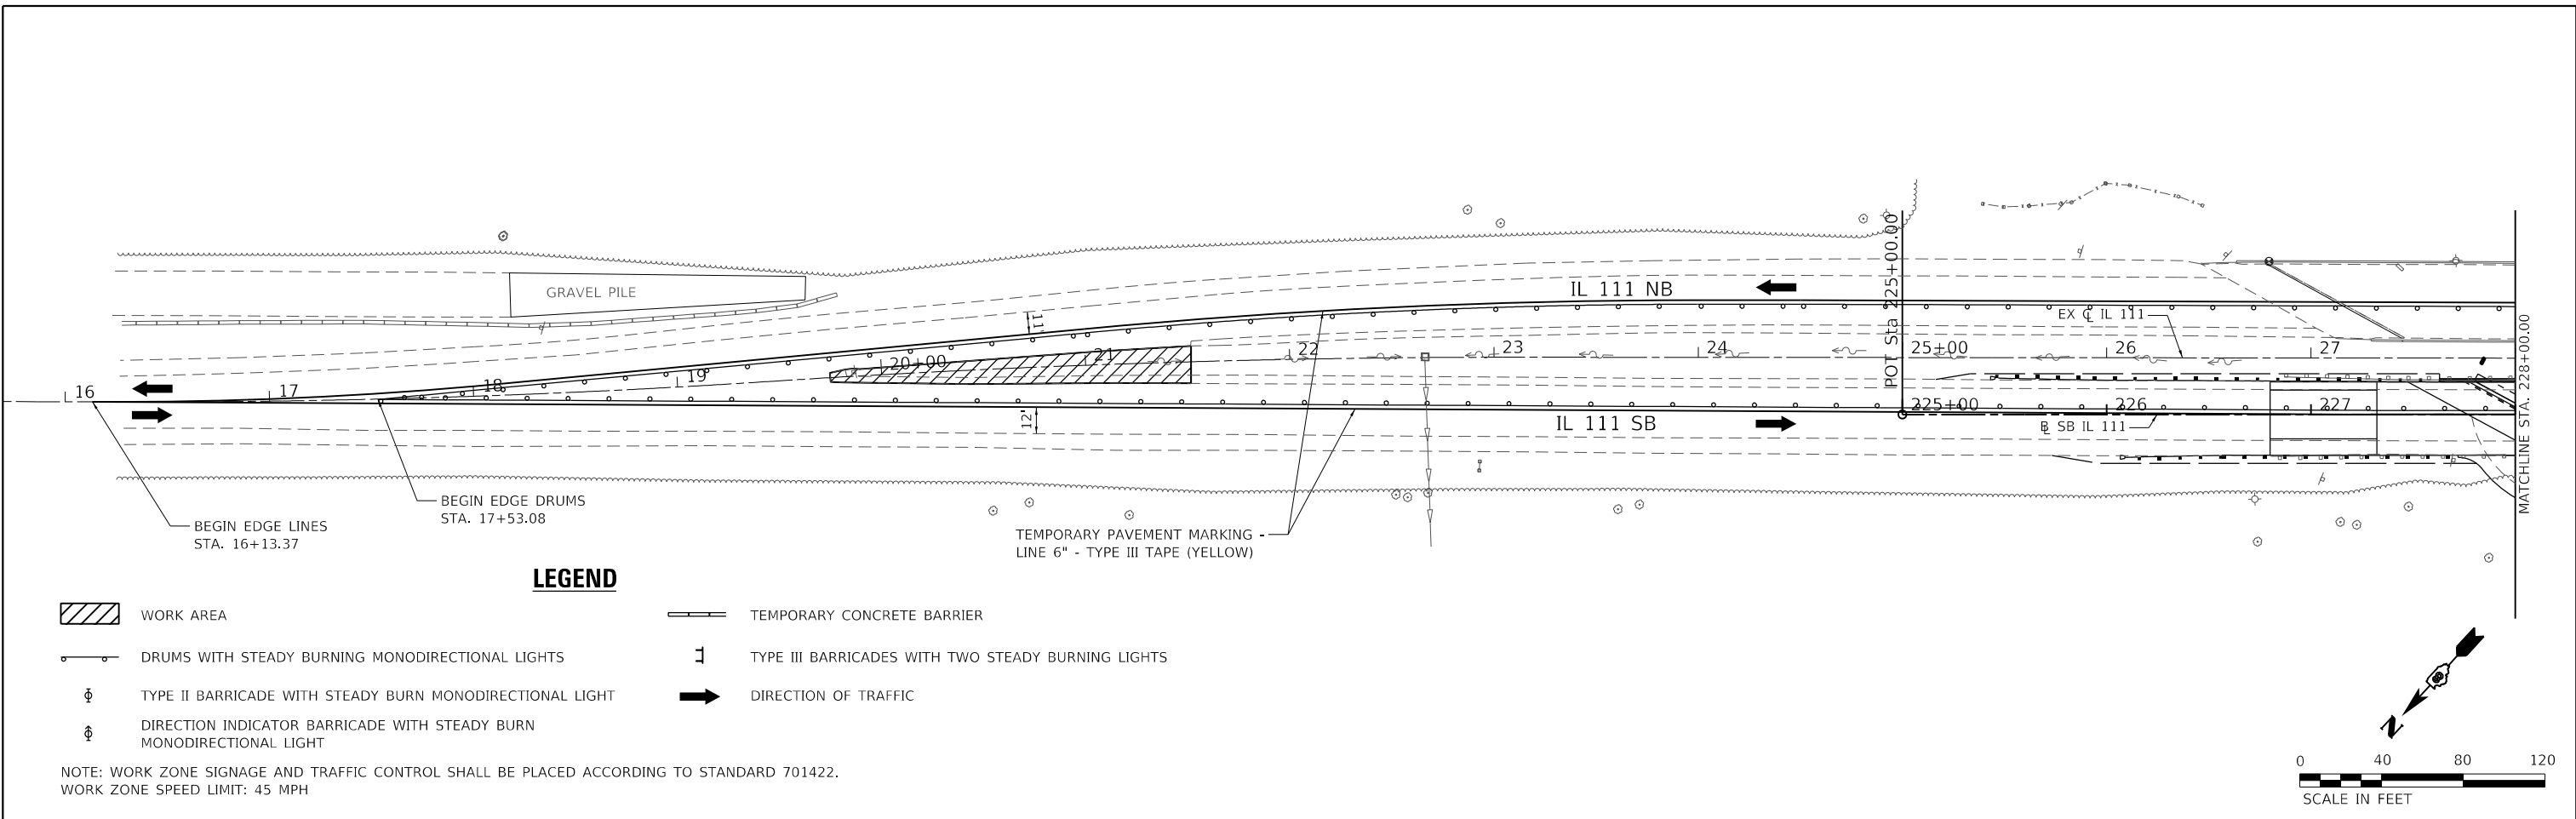 GRAVEL PILE
IL 111 NB
POT Sta 225+00.00
EX ℄ IL 111
11'
16
17
18
19
20+00
21
22
23
24
25+00
26
27
225+00
226
227
12'
IL 111 SB
B SB IL 111
MATCHLINE STA. 228+00.00
BEGIN EDGE LINES
STA. 16+13.37
BEGIN EDGE DRUMS
STA. 17+53.08
TEMPORARY PAVEMENT MARKING -
LINE 6" - TYPE III TAPE (YELLOW)
LEGEND
WORK AREA
DRUMS WITH STEADY BURNING MONODIRECTIONAL LIGHTS
TYPE II BARRICADE WITH STEADY BURN MONODIRECTIONAL LIGHT
DIRECTION INDICATOR BARRICADE WITH STEADY BURN
MONODIRECTIONAL LIGHT
TEMPORARY CONCRETE BARRIER
TYPE III BARRICADES WITH TWO STEADY BURNING LIGHTS
DIRECTION OF TRAFFIC
NOTE: WORK ZONE SIGNAGE AND TRAFFIC CONTROL SHALL BE PLACED ACCORDING TO STANDARD 701422.
WORK ZONE SPEED LIMIT: 45 MPH
N
0 40 80 120
SCALE IN FEET